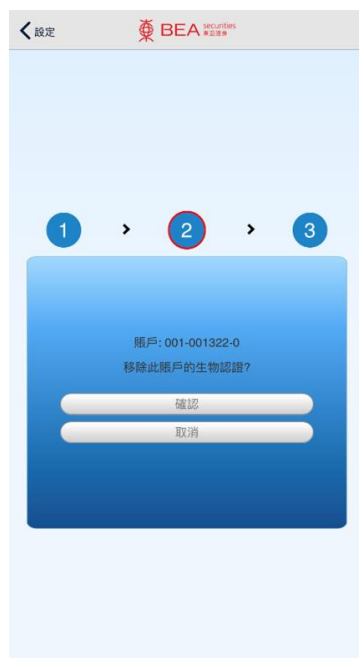 設定
東 BEA securities
東亞證券
1 > 2 > 3
賬戶: 001-001322-0
移除此賬戶的生物認證?
確認
取消